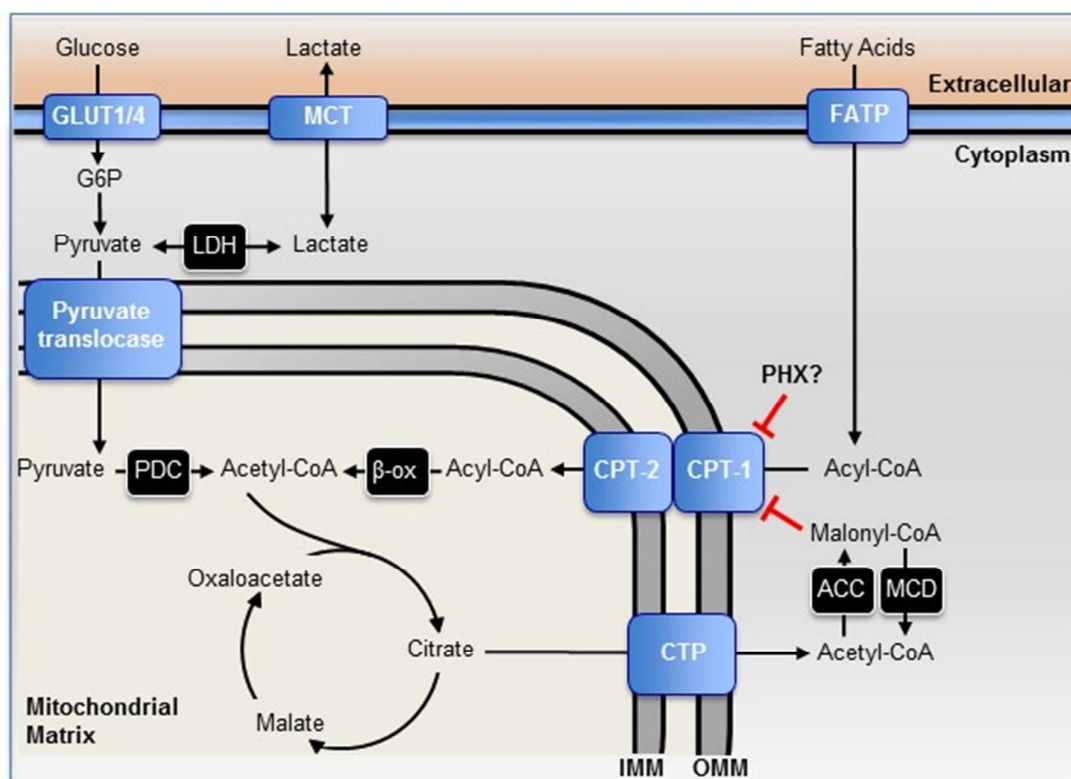 Glucose
Lactate
Fatty Acids
Extracellular
GLUT1/4
MCT
FATP
Cytoplasm
G6P
Pyruvate
LDH
Lactate
Pyruvate
translocase
PHX?
Pyruvate
PDC
Acetyl-CoA
β-ox
Acyl-CoA
CPT-2
CPT-1
Acyl-CoA
Malonyl-CoA
ACC
MCD
Oxaloacetate
Citrate
CTP
Acetyl-CoA
Malate
Mitochondrial
Matrix
IMM
OMM